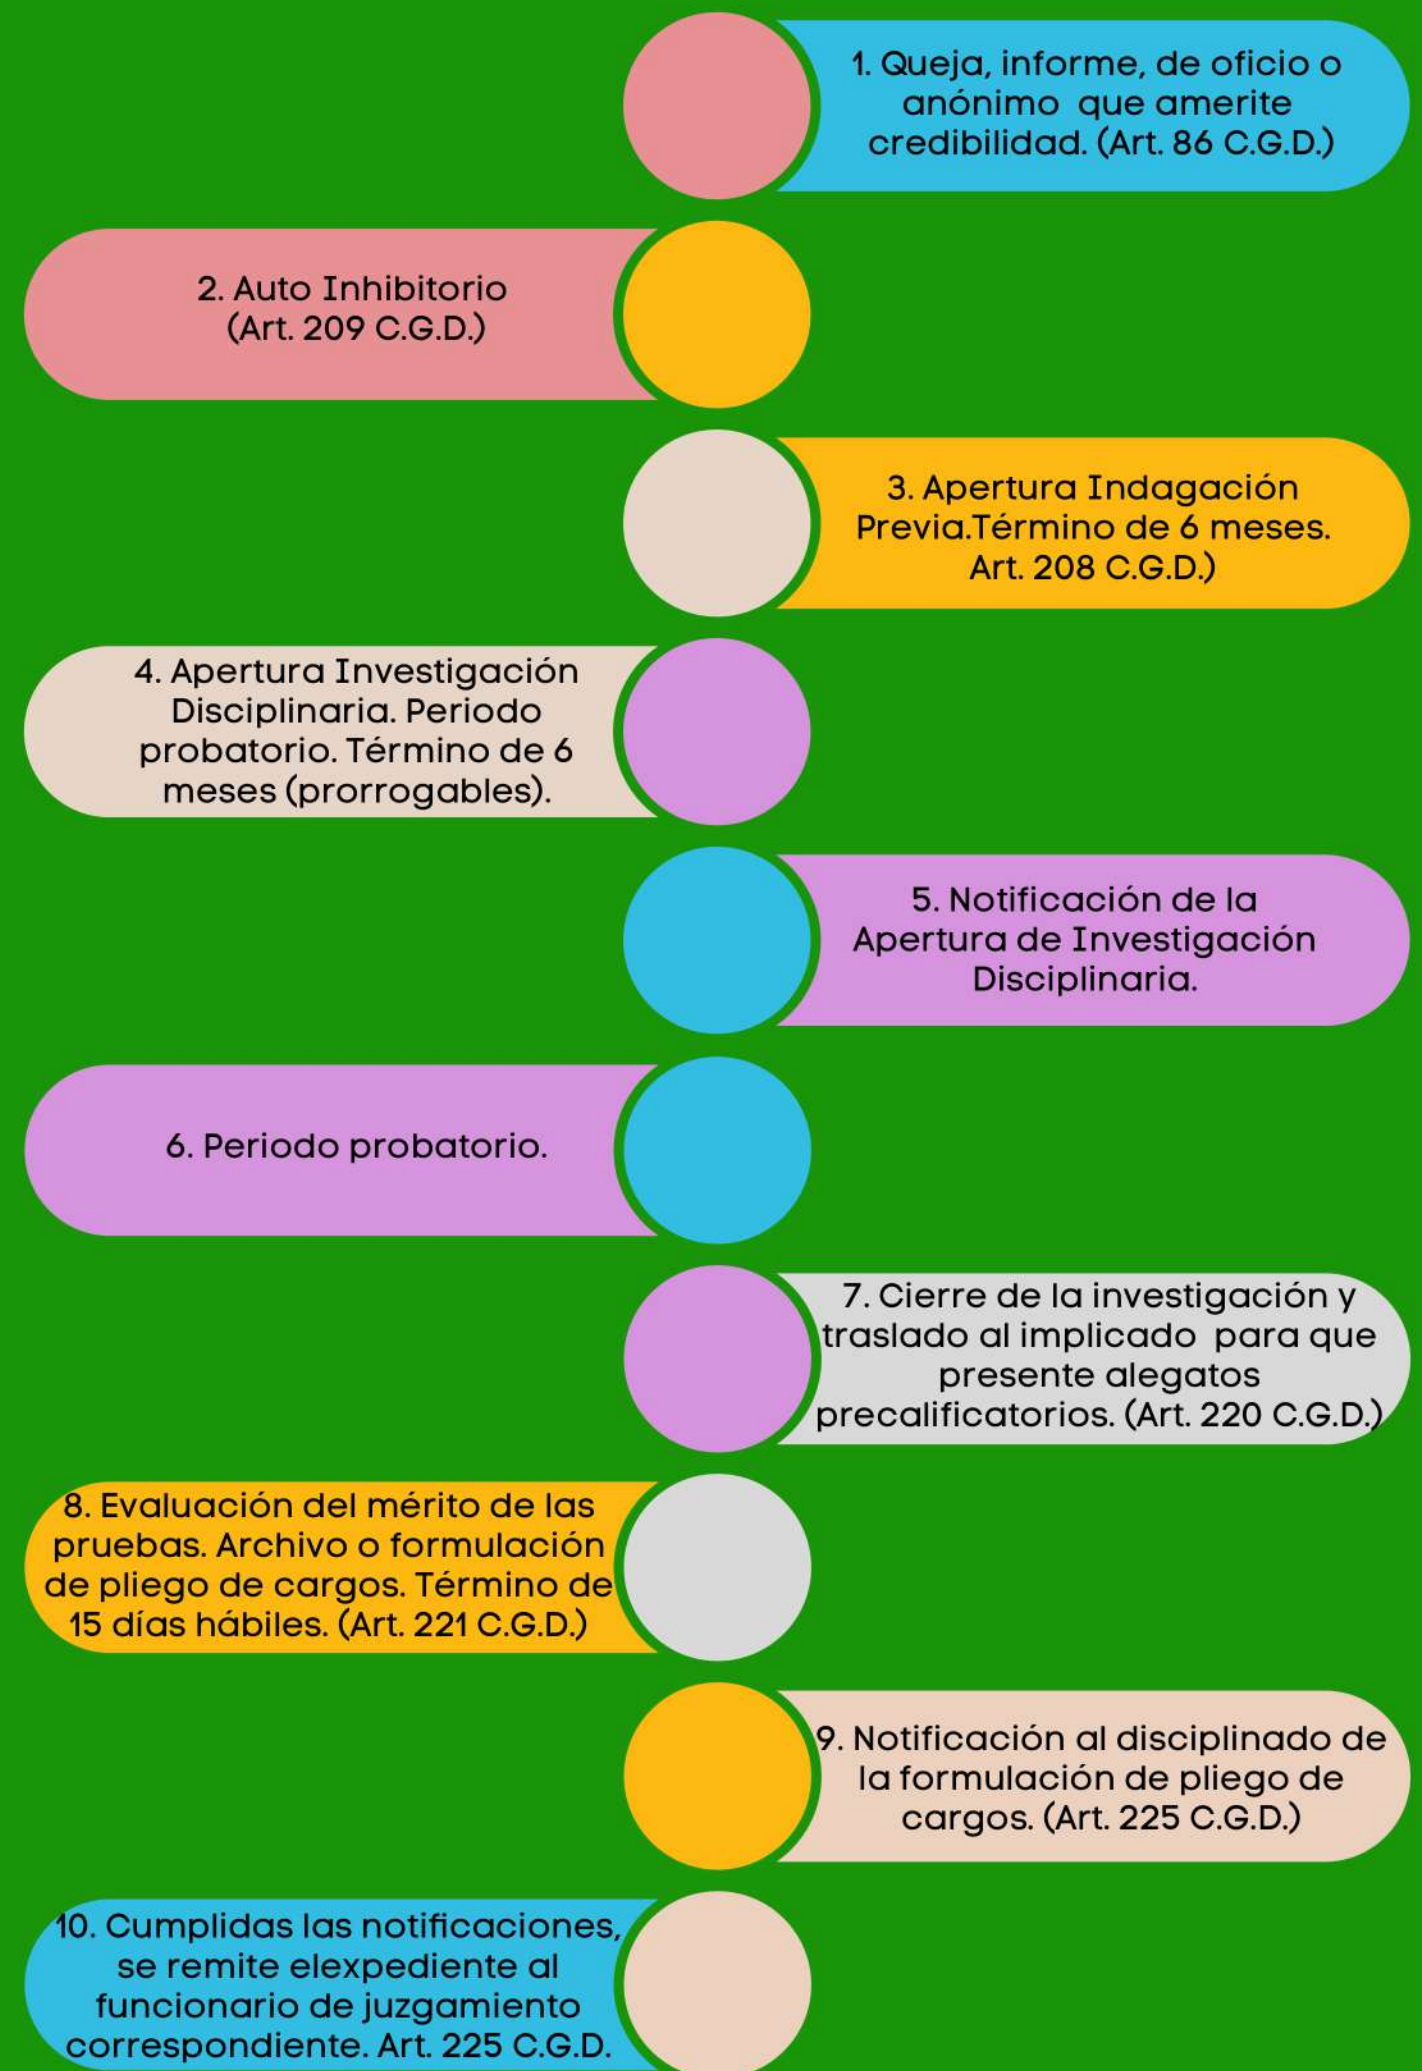 1. Queja, informe, de oficio o
anónimo que amerite
credibilidad. (Art. 86 C.G.D.)
2. Auto Inhibitorio
(Art. 209 C.G.D.)
3. Apertura Indagación
Previa.Término de 6 meses.
Art. 208 C.G.D.)
4. Apertura Investigación
Disciplinaria. Periodo
probatorio. Término de 6
meses (prorrogables).
5. Notificación de la
Apertura de Investigación
Disciplinaria.
6. Periodo probatorio.
7. Cierre de la investigación y
traslado al implicado para que
presente alegatos
precalificatorios. (Art. 220 C.G.D.)
8. Evaluación del mérito de las
pruebas. Archivo o formulación
de pliego de cargos. Término de
15 días hábiles. (Art. 221 C.G.D.)
9. Notificación al disciplinado de
la formulación de pliego de
cargos. (Art. 225 C.G.D.)
10. Cumplidas las notificaciones,
se remite elexpediente al
funcionario de juzgamiento
correspondiente. Art. 225 C.G.D.